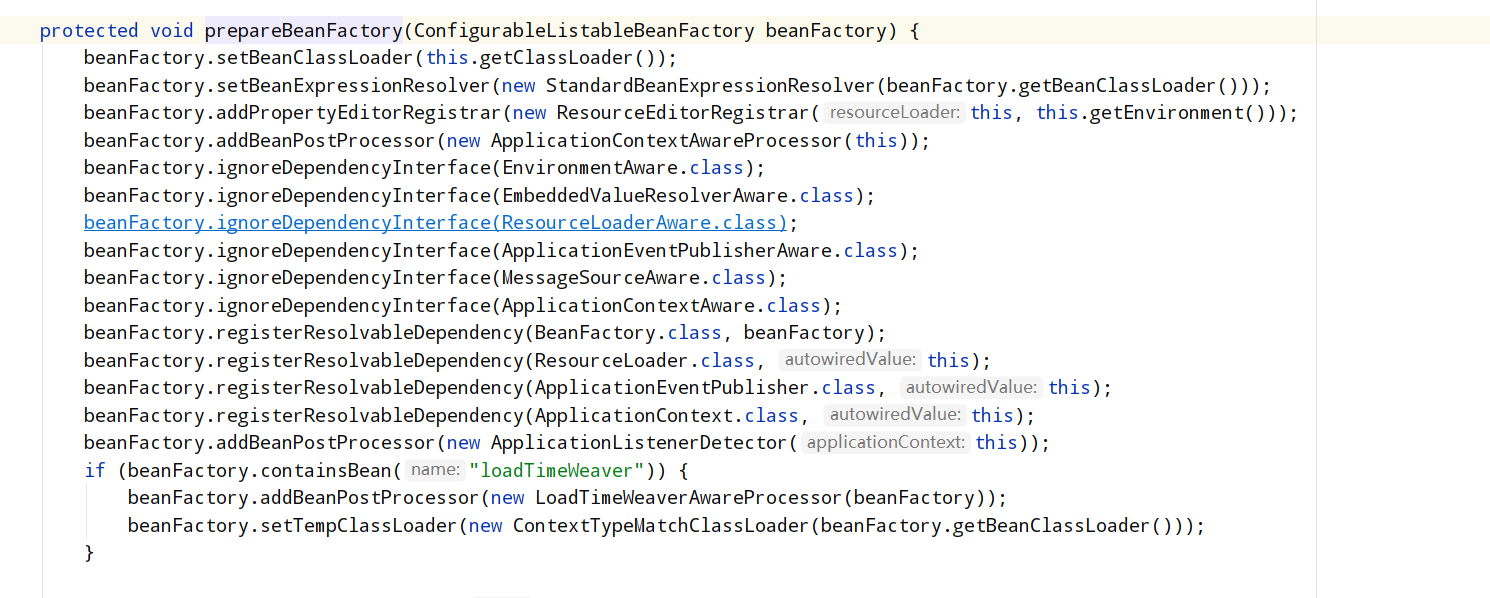 protected void prepareBeanFactory(ConfigurableListableBeanFactory beanFactory) {
    beanFactory.setBeanClassLoader(this.getClassLoader());
    beanFactory.setBeanExpressionResolver(new StandardBeanExpressionResolver(beanFactory.getBeanClassLoader()));
    beanFactory.addPropertyEditorRegistrar(new ResourceEditorRegistrar( resourceLoader: this, this.getEnvironment()));
    beanFactory.addBeanPostProcessor(new ApplicationContextAwareProcessor(this));
    beanFactory.ignoreDependencyInterface(EnvironmentAware.class);
    beanFactory.ignoreDependencyInterface(EmbeddedValueResolverAware.class);
    beanFactory.ignoreDependencyInterface(ResourceLoaderAware.class);
    beanFactory.ignoreDependencyInterface(ApplicationEventPublisherAware.class);
    beanFactory.ignoreDependencyInterface(MessageSourceAware.class);
    beanFactory.ignoreDependencyInterface(ApplicationContextAware.class);
    beanFactory.registerResolvableDependency(BeanFactory.class, beanFactory);
    beanFactory.registerResolvableDependency(ResourceLoader.class, autowiredValue: this);
    beanFactory.registerResolvableDependency(ApplicationEventPublisher.class, autowiredValue: this);
    beanFactory.registerResolvableDependency(ApplicationContext.class, autowiredValue: this);
    beanFactory.addBeanPostProcessor(new ApplicationListenerDetector( applicationContext: this));
    if (beanFactory.containsBean( name: "loadTimeWeaver")) {
        beanFactory.addBeanPostProcessor(new LoadTimeWeaverAwareProcessor(beanFactory));
        beanFactory.setTempClassLoader(new ContextTypeMatchClassLoader(beanFactory.getBeanClassLoader()));
    }